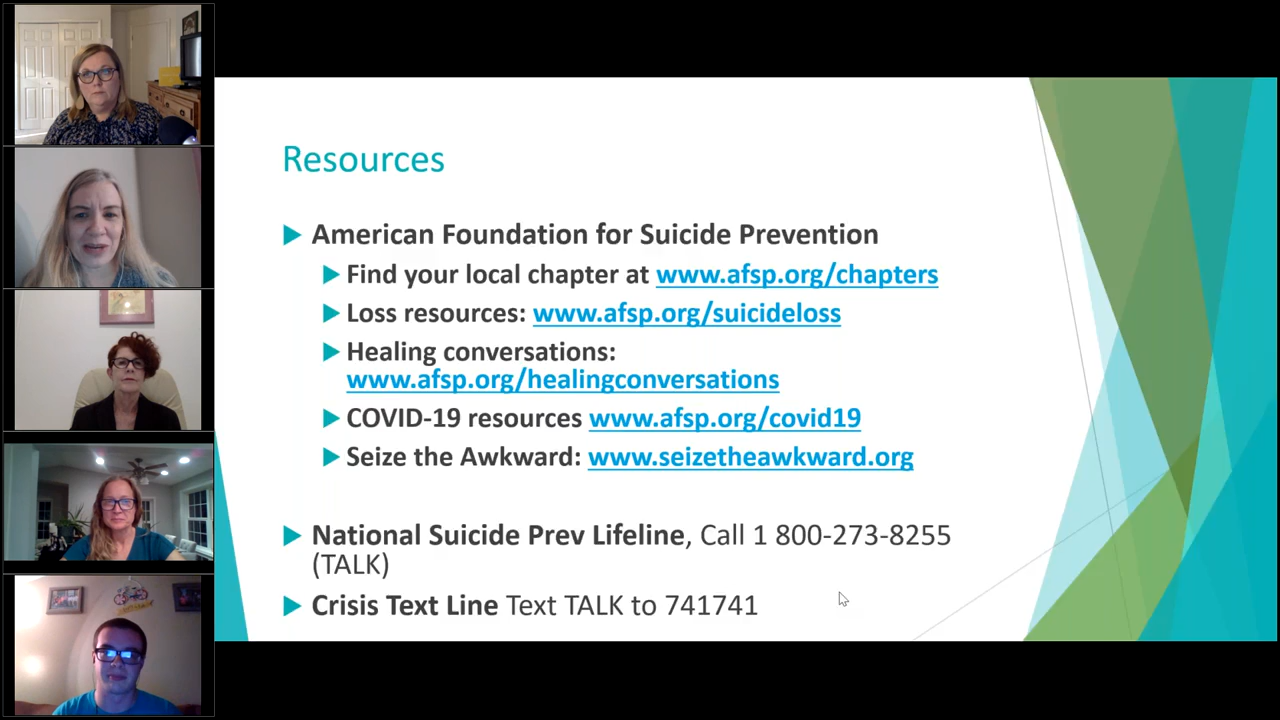 Resources
American Foundation for Suicide Prevention
Find your local chapter at www.afsp.org/chapters
Loss resources: www.afsp.org/suicideloss
Healing conversations:
www.afsp.org/healingconversations
COVID-19 resources www.afsp.org/covid19
Seize the Awkward: www.seizetheawkward.org
National Suicide Prev Lifeline, Call 1 800-273-8255
(TALK)
Crisis Text Line Text TALK to 741741